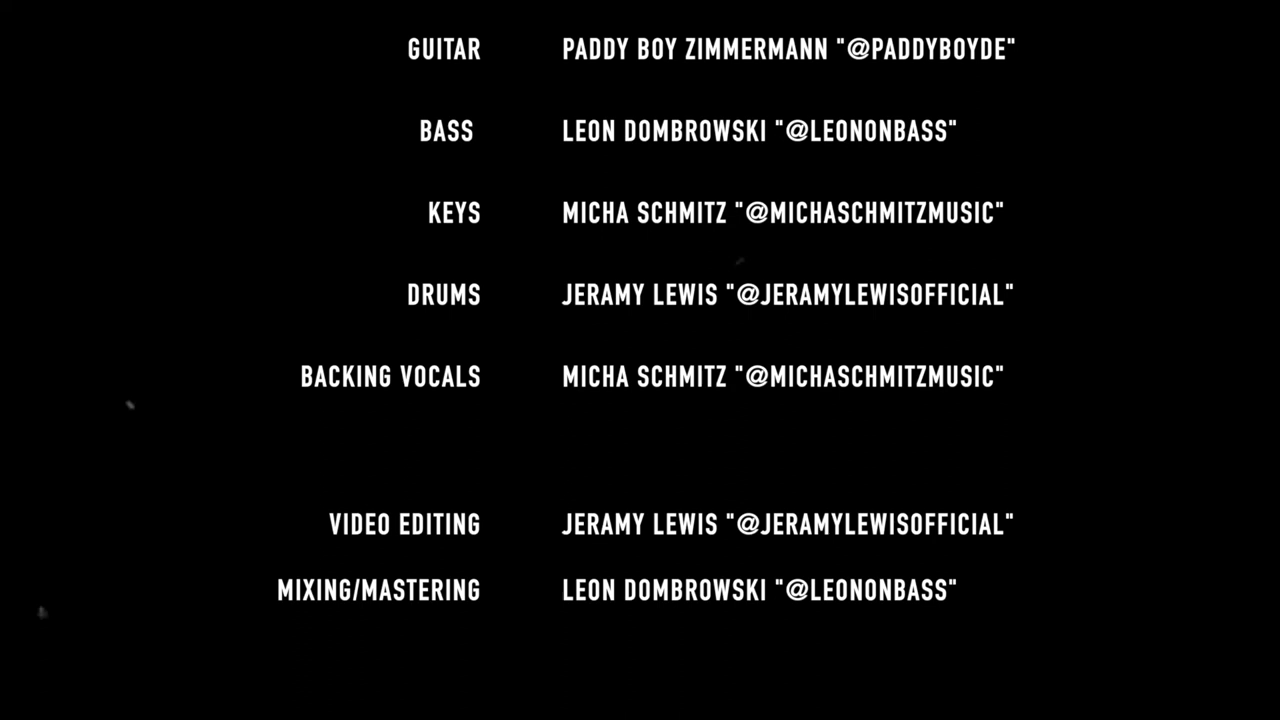 GUITAR PADDY BOY ZIMMERMANN "@PADDYBOYDE"
BASS LEON DOMBROWSKI "@LEONONBASS"
KEYS MICHA SCHMITZ "@MICHASCHMITZMUSIC"
DRUMS JERAMY LEWIS "@JERAMYLEWISOFFICIAL"
BACKING VOCALS MICHA SCHMITZ "@MICHASCHMITZMUSIC"
VIDEO EDITING JERAMY LEWIS "@JERAMYLEWISOFFICIAL"
MIXING/MASTERING LEON DOMBROWSKI "@LEONONBASS"